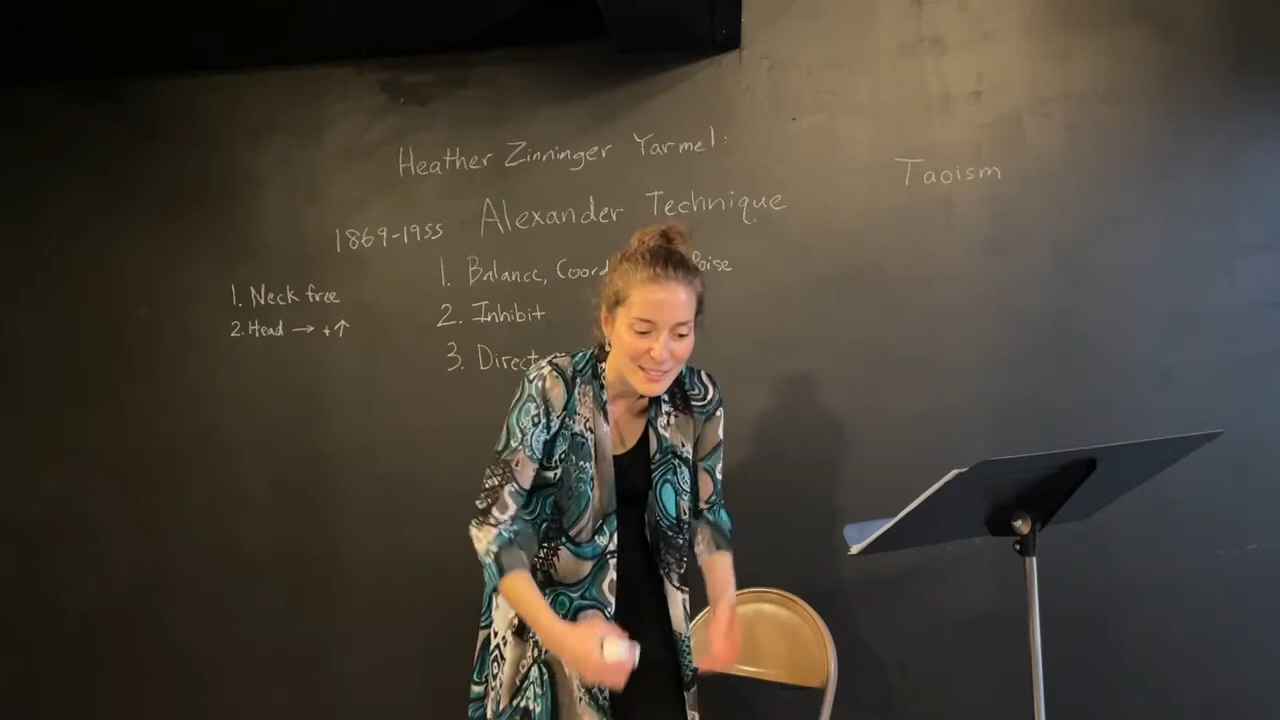 Heather Zinninger Yarmel:
Taoism
Alexander Technique
1869-1955
1. Balance, Coord Poise
2. Inhibit
3. Direct
1. Neck free
2. Head → + ↑